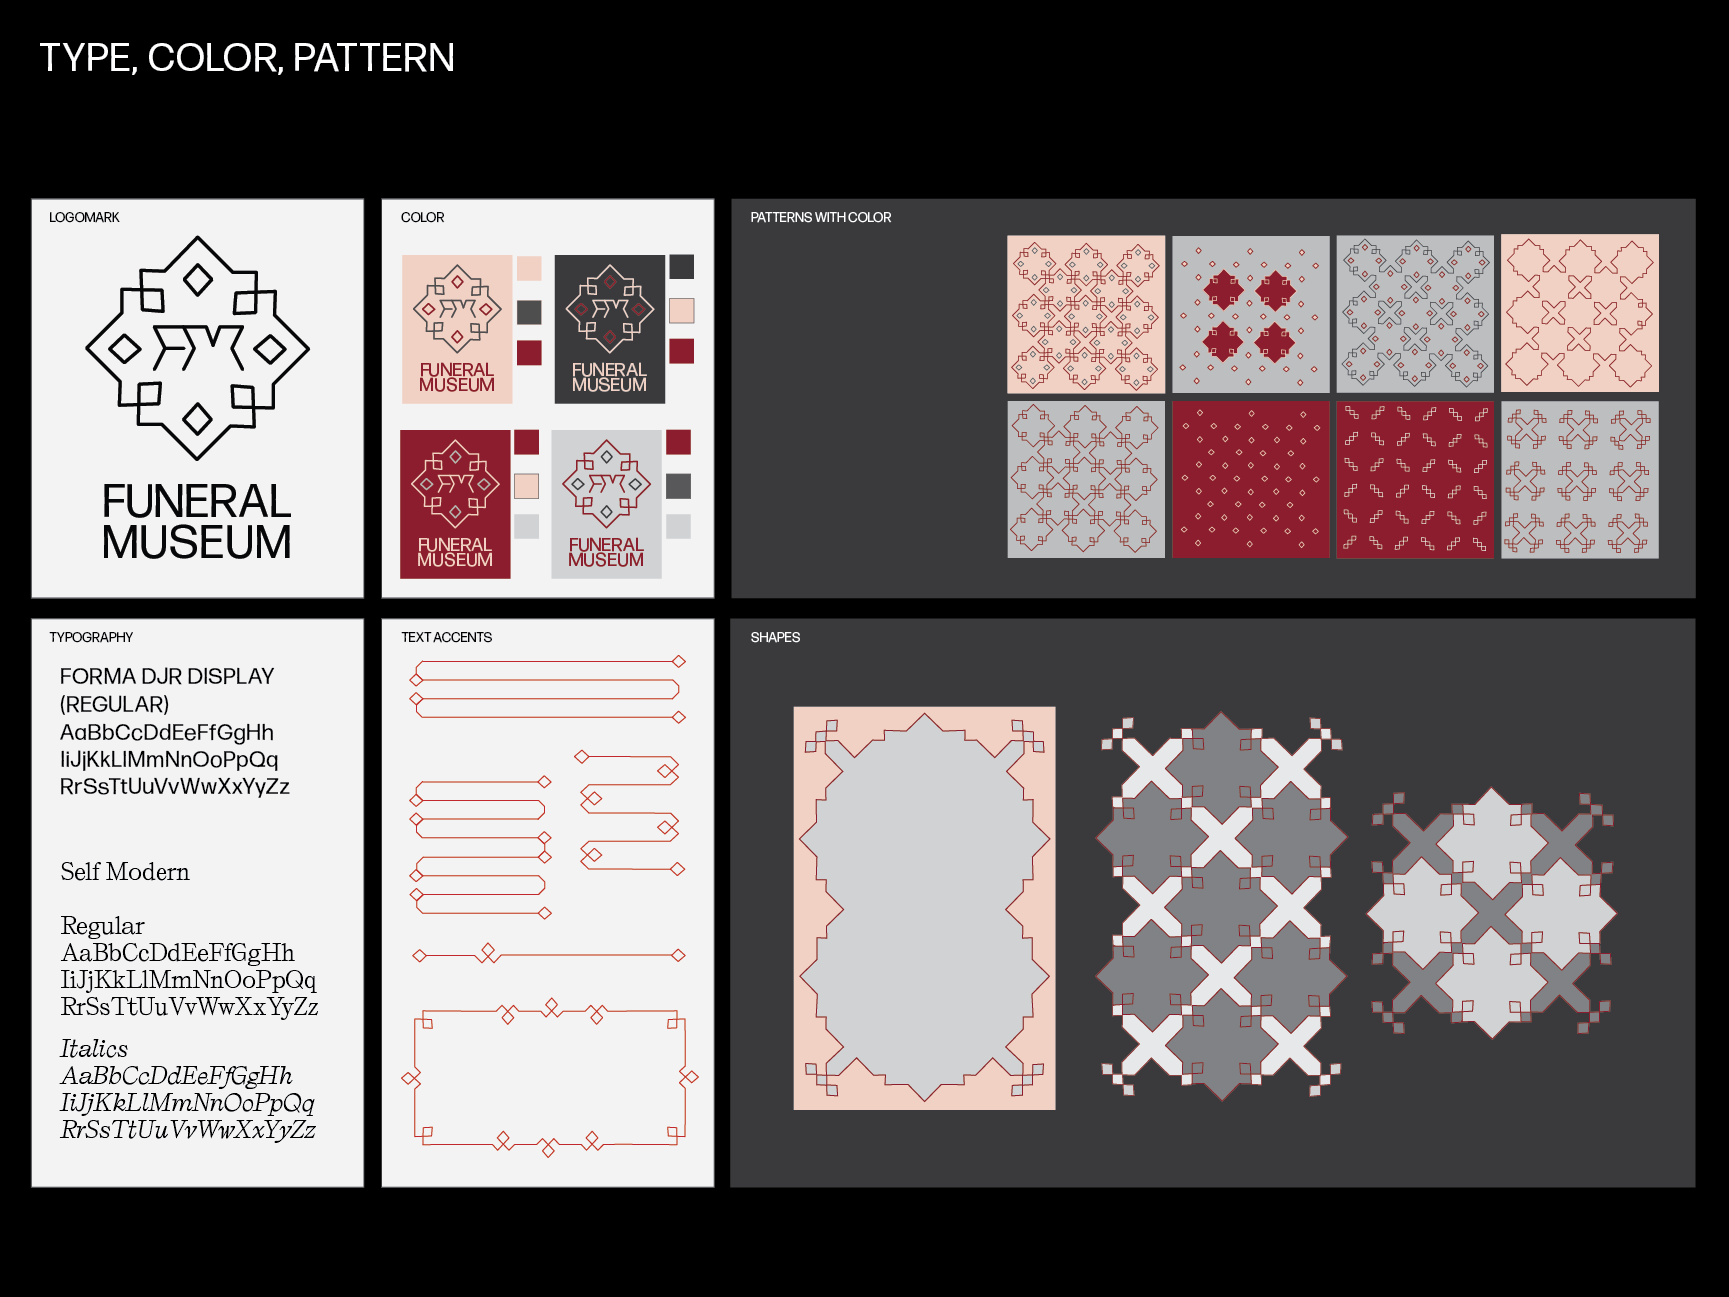 TYPE, COLOR, PATTERN
LOGOMARK
FUNERAL
MUSEUM
COLOR
FUNERAL
MUSEUM
FUNERAL
MUSEUM
FUNERAL
MUSEUM
FUNERAL
MUSEUM
PATTERNS WITH COLOR
TYPOGRAPHY
FORMA DJR DISPLAY
(REGULAR)
AaBbCcDdEeFfGgHh
IiJjKkLlMmNnOoPpQq
RrSsTtUuVvWwXxYyZz
Self Modern
Regular
AaBbCcDdEeFfGgHh
IiJjKkLlMmNnOoPpQq
RrSsTtUuVvWwXxYyZz
Italics
AaBbCcDdEeFfGgHh
IiJjKkLlMmNnOoPpQq
RrSsTtUuVvWwXxYyZz
TEXT ACCENTS
SHAPES